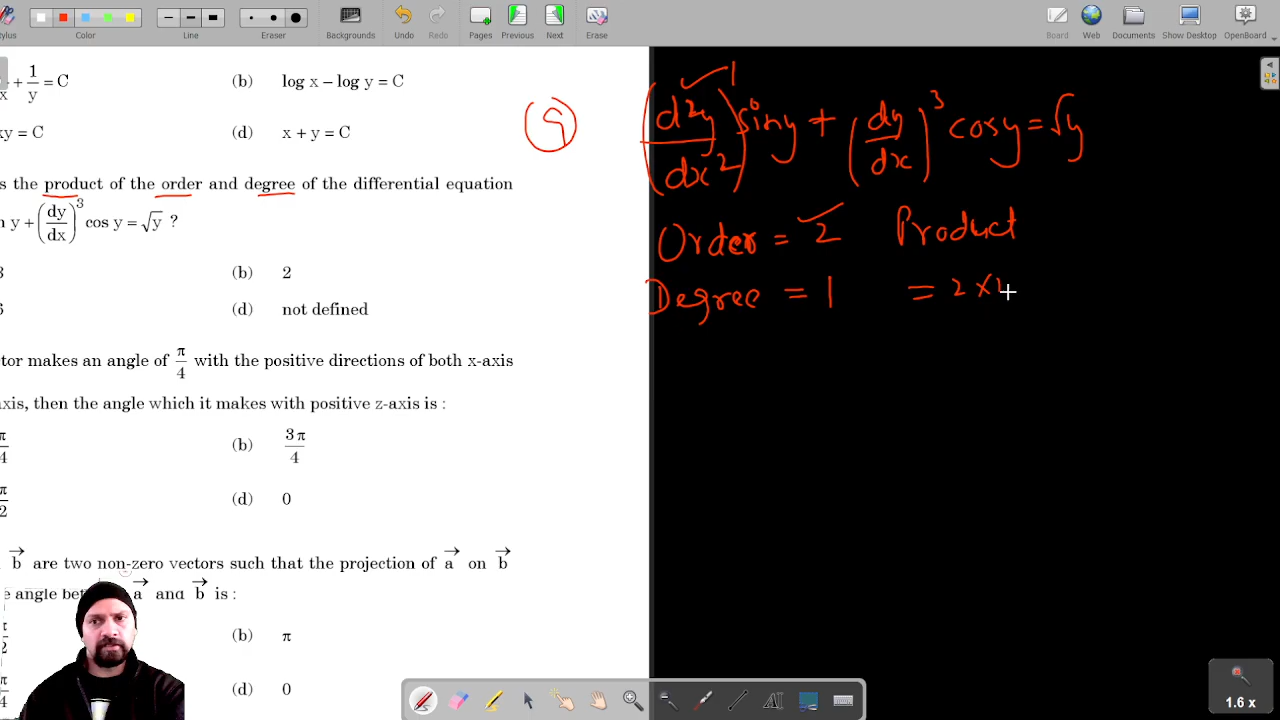 tylus Color Line Eraser Backgrounds Undo Redo Pages Previous Next Erase Board Web Documents Show Desktop OpenBoard
+ 1/y = C
x
(b) log x – log y = C
xy = C
(d) x + y = C
s the product of the order and degree of the differential equation
n y + (dy/dx)³ cos y = √y ?
3
(b) 2
(d) not defined
tor makes an angle of π/4 with the positive directions of both x-axis
axis, then the angle which it makes with positive z-axis is :
π/4
(b) 3π/4
π/2
(d) 0
b⃗ are two non-zero vectors such that the projection of a⃗ on b⃗
a⃗ and b⃗ is :
(b) π
(d) 0
9
(d²y/dx²)¹ sin y + (dy/dx)³ cos y = √y
Order = 2 Product
Degree = 1 = 2 ×
1.6 x